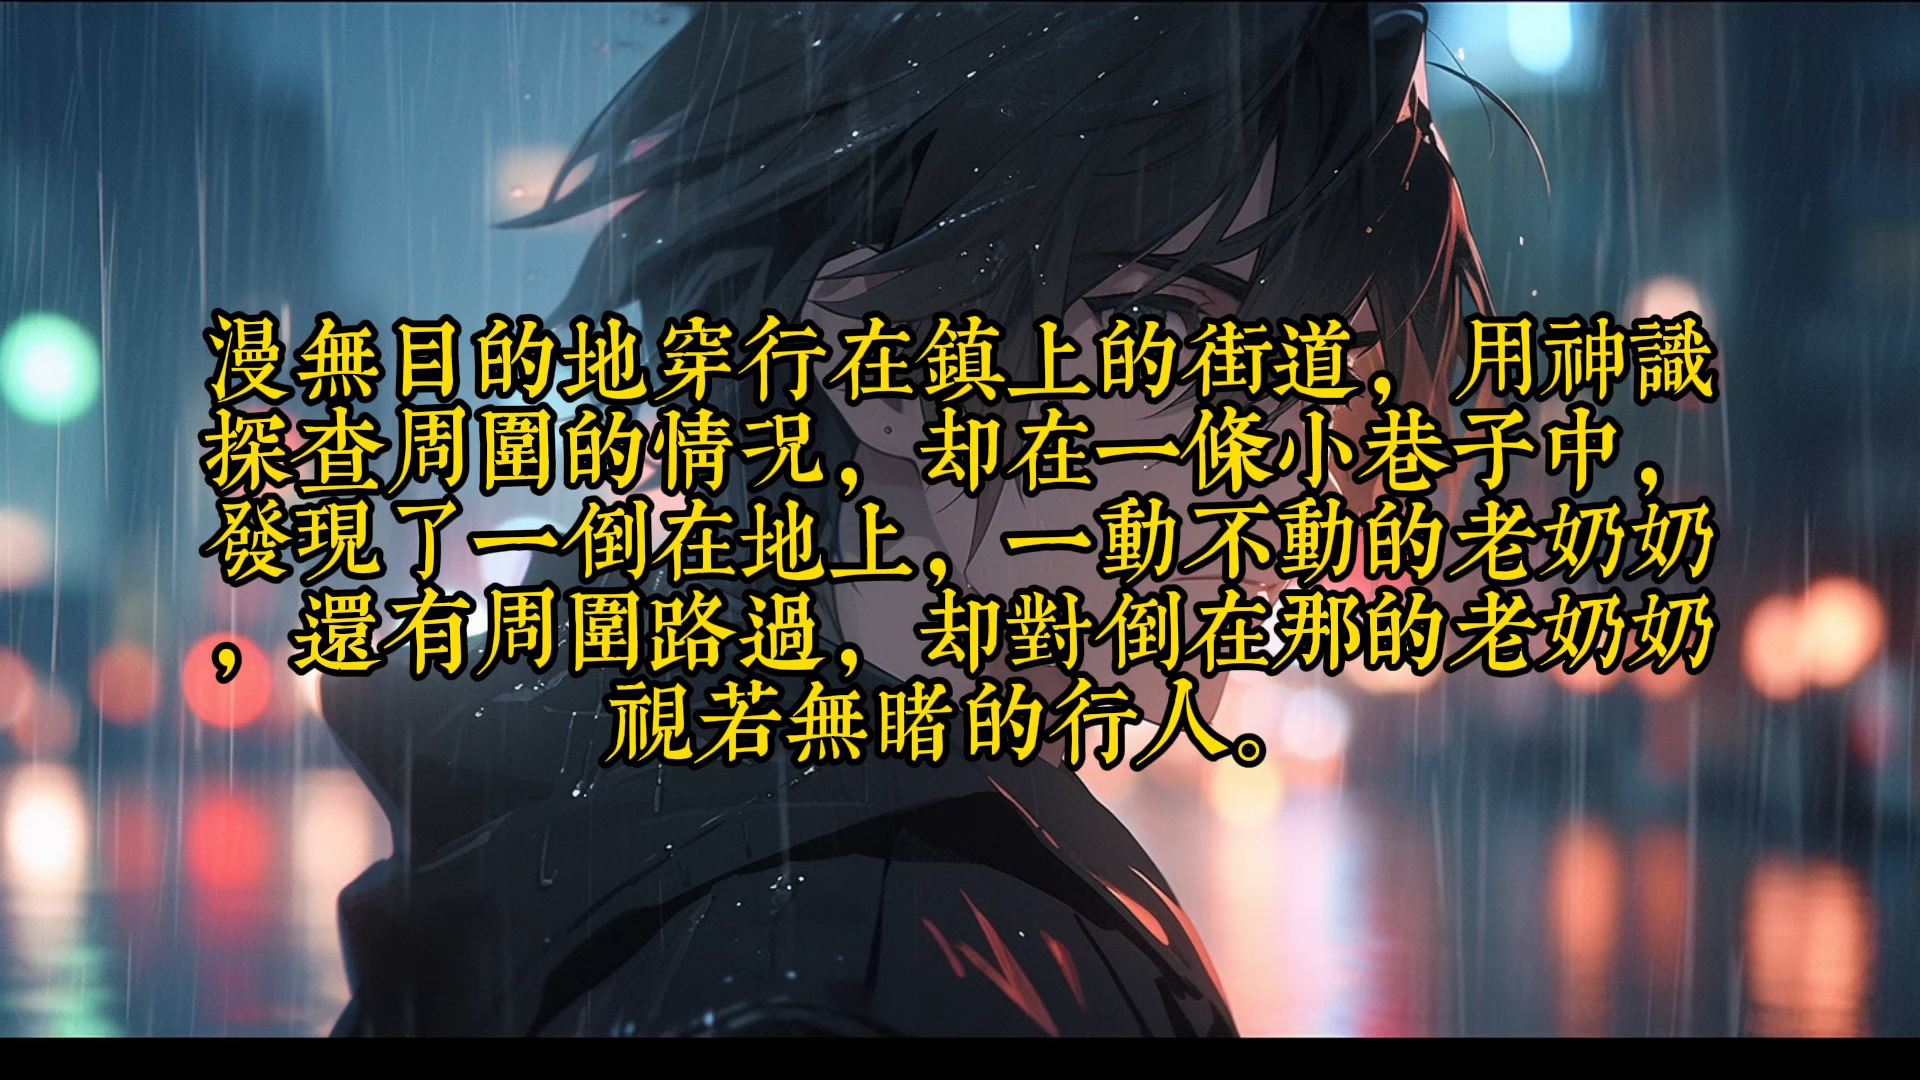 漫無目的地穿行在鎮上的街道，用神識
探查周圍的情況，却在一條小巷子中，
發現了一倒在地上，一動不動的老奶奶
，還有周圍路過，却對倒在那的老奶奶
視若無睹的行人。